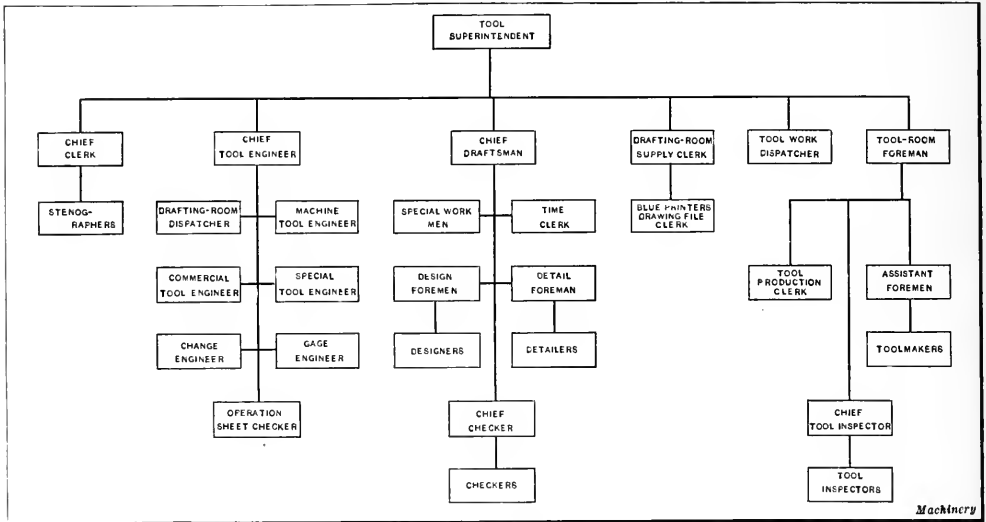 TOOL
SUPERINTENDENT
CHIEF
CLERK
CHIEF
TOOL ENGINEER
CHIEF
DRAFTSMAN
DRAFTING-ROOM
SUPPLY CLERK
TOOL WORK
DISPATCHER
TOOL-ROOM
FOREMAN
STENOG-
RAPHERS
DRAFTING-ROOM
DISPATCHER
MACHINE
TOOL ENGINEER
SPECIAL WORK
MEN
TIME
CLERK
BLUE PRINTERS
DRAWING FILE
CLERK
COMMERCIAL
TOOL ENGINEER
SPECIAL
TOOL ENGINEER
DESIGN
FOREMEN
DETAIL
FOREMAN
TOOL
PRODUCTION
CLERK
ASSISTANT
FOREMEN
CHANGE
ENGINEER
GAGE
ENGINEER
DESIGNERS
DETAILERS
TOOLMAKERS
OPERATION
SHEET CHECKER
CHIEF
CHECKER
CHIEF
TOOL INSPECTOR
CHECKERS
TOOL
INSPECTORS
Machinery